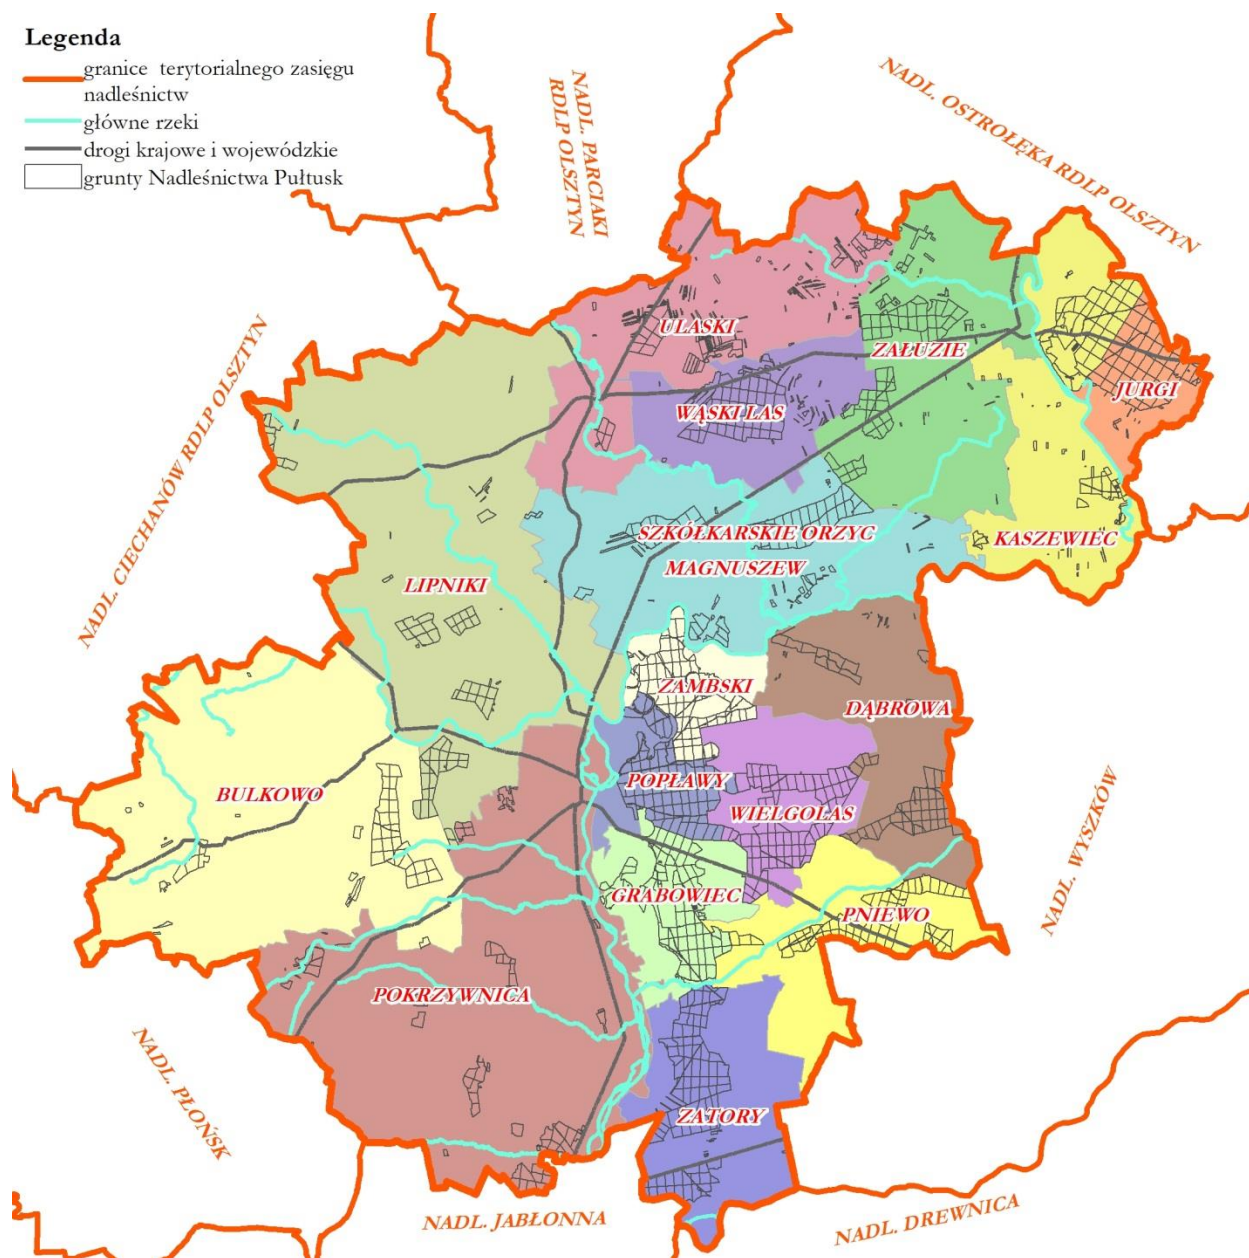 Legenda
granice terytorialnego zasięgu
nadleśnictw
główne rzeki
drogi krajowe i wojewódzkie
grunty Nadleśnictwa Pułtusk
NADL. PARCIAKI
RDLP OLSZTYN
NADL. OSTROŁĘKA RDLP OLSZTYN
NADL. CIECHANÓW RDLP OLSZTYN
ULASKI
ZAŁUZIE
JURGI
WĄSKI LAS
SZKÓŁKARSKIE ORZYC
KASZEWIEC
MAGNUSZEW
LIPNIKI
ZAMBSKI
DĄBROWA
POPŁAWY
BULKOWO
WIELGOLAS
GRABOWIEC
PNIEWO
NADL. WYSZKÓW
POKRZYWNICA
NADL. PŁOŃSK
ZATORY
NADL. JABŁONNA
NADL. DREWNICA